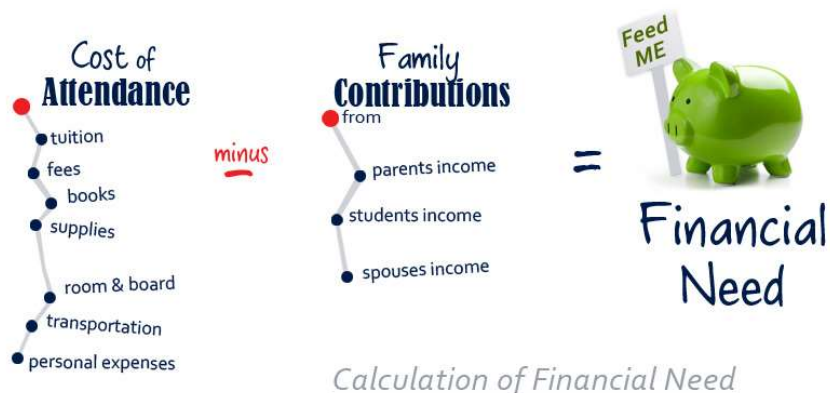 Cost of
Attendance
tuition
fees
books
supplies
room & board
transportation
personal expenses
minus
Family
Contributions
from
parents income
students income
spouses income
=
Feed
ME
Financial
Need
Calculation of Financial Need